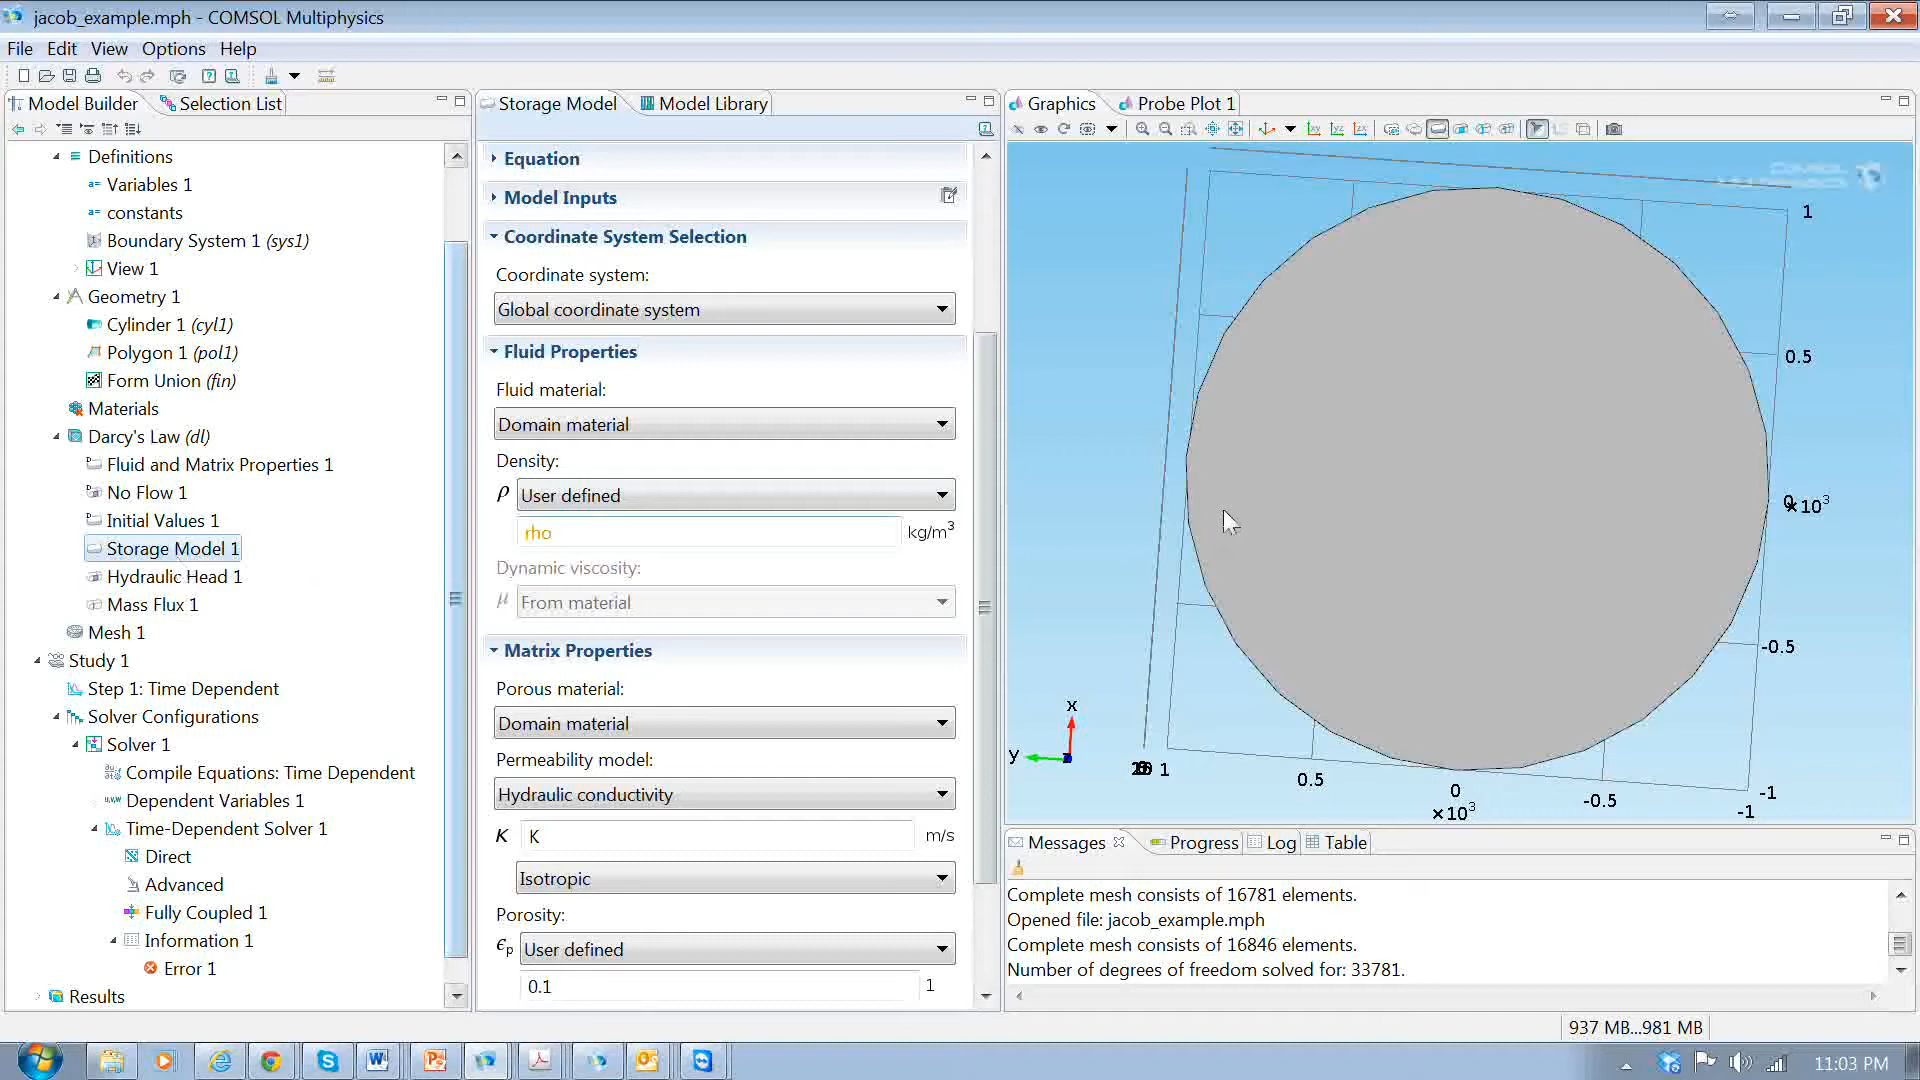 jacob_example.mph - COMSOL Multiphysics
File Edit View Options Help
Model Builder Selection List
Definitions
a= Variables 1
a= constants
Boundary System 1 (sys1)
View 1
Geometry 1
Cylinder 1 (cyl1)
Polygon 1 (pol1)
Form Union (fin)
Materials
Darcy's Law (dl)
Fluid and Matrix Properties 1
No Flow 1
Initial Values 1
Storage Model 1
Hydraulic Head 1
Mass Flux 1
Mesh 1
Study 1
Step 1: Time Dependent
Solver Configurations
Solver 1
Compile Equations: Time Dependent
Dependent Variables 1
Time-Dependent Solver 1
Direct
Advanced
Fully Coupled 1
Information 1
Error 1
Results
Storage Model Model Library
Equation
Model Inputs
Coordinate System Selection
Coordinate system:
Global coordinate system
Fluid Properties
Fluid material:
Domain material
Density:
ρ User defined
rho kg/m³
Dynamic viscosity:
μ From material
Matrix Properties
Porous material:
Domain material
Permeability model:
Hydraulic conductivity
K K m/s
Isotropic
Porosity:
ϵp User defined
0.1 1
Graphics Probe Plot 1
COMSOL
MULTIPHYSICS
1
0.5
0
×10³
-0.5
-1
x
y
1
0.5
0
-0.5
-1
×10³
Messages Progress Log Table
Complete mesh consists of 16781 elements.
Opened file: jacob_example.mph
Complete mesh consists of 16846 elements.
Number of degrees of freedom solved for: 33781.
937 MB...981 MB
11:03 PM